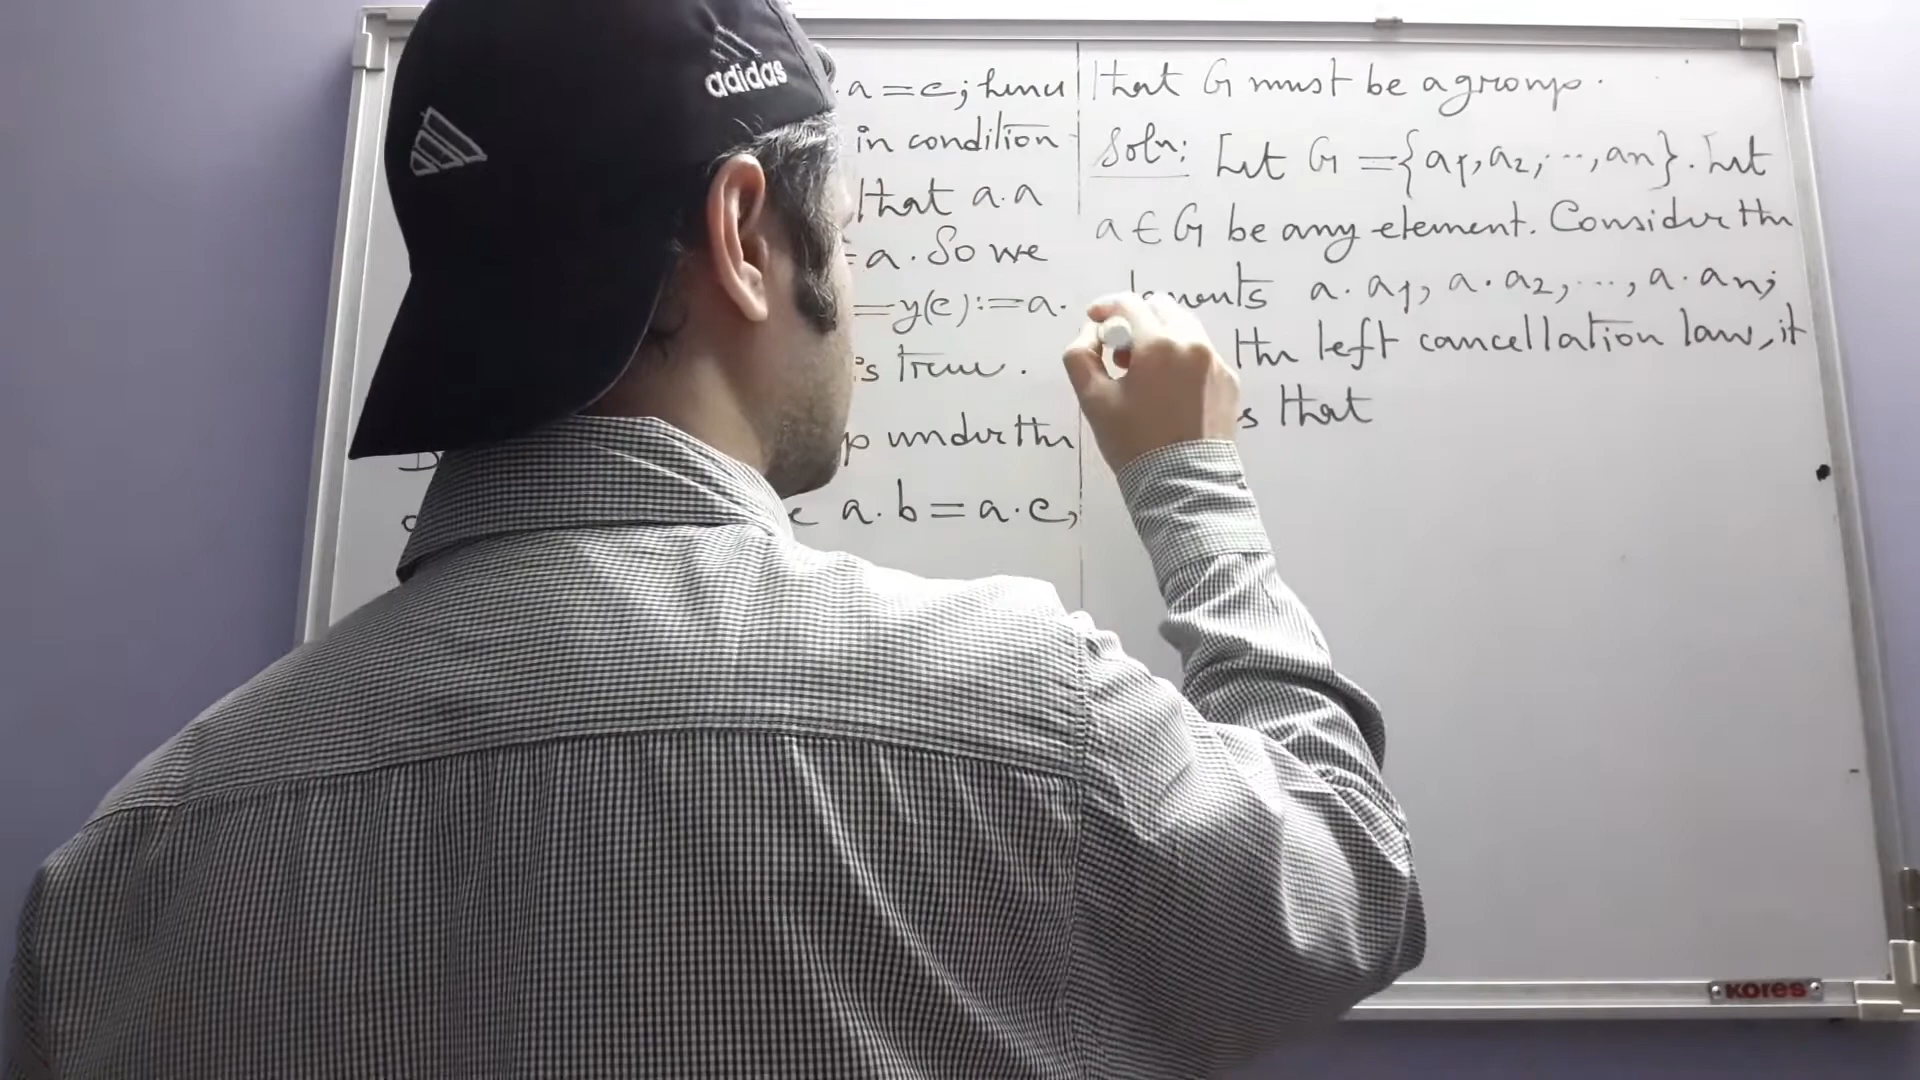 adidas
.a=e; hence
in condition
that a.a
=a. So we
=y(e):=a.
is true.
under the
a.b=a.c,
that G must be a group.
Soln: Let G={a1,a2,...,an}. Let
a∈G be any element. Consider the
a.a1, a.a2,..., a.an;
the left cancellation law, it
that
KORES